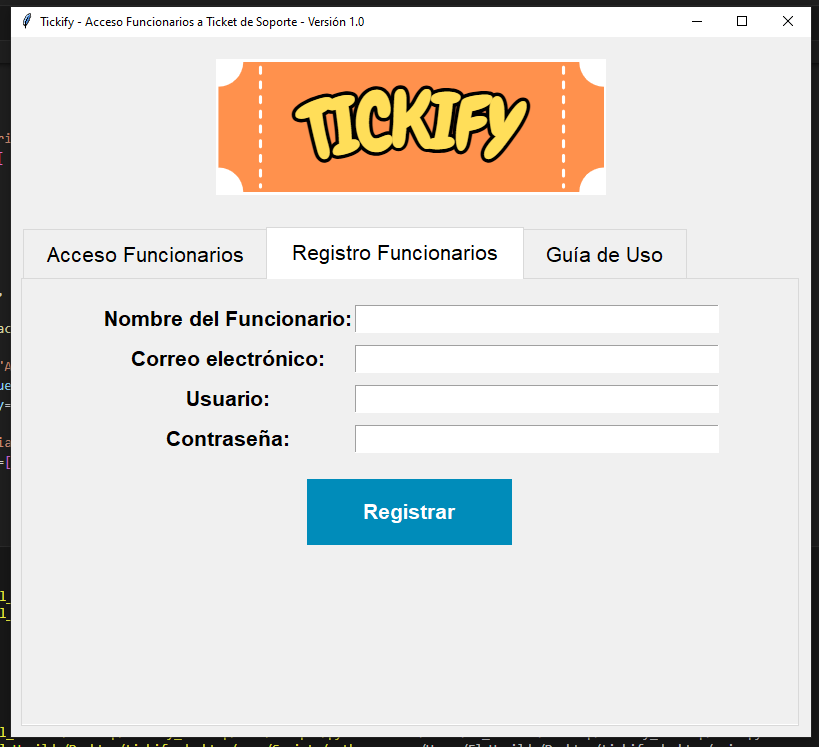 Tickify - Acceso Funcionarios a Ticket de Soporte - Versión 1.0
TICKIFY
Acceso Funcionarios
Registro Funcionarios
Guía de Uso
Nombre del Funcionario:
Correo electrónico:
Usuario:
Contraseña:
Registrar